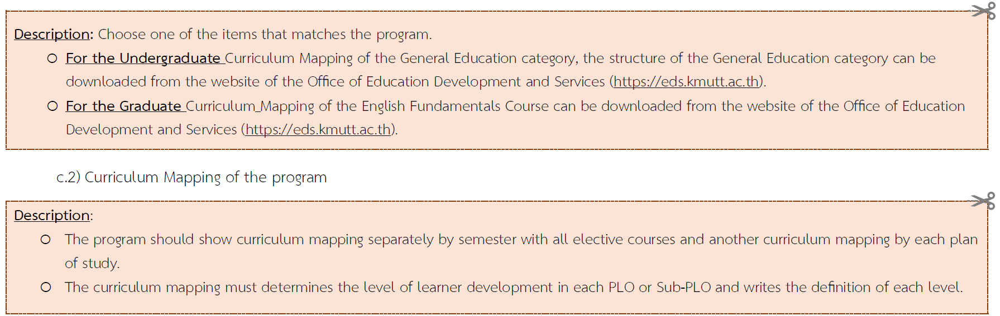 Description: Choose one of the items that matches the program.
○ For the Undergraduate Curriculum Mapping of the General Education category, the structure of the General Education category can be
downloaded from the website of the Office of Education Development and Services (https://eds.kmutt.ac.th).
○ For the Graduate Curriculum_Mapping of the English Fundamentals Course can be downloaded from the website of the Office of Education
Development and Services (https://eds.kmutt.ac.th).
c.2) Curriculum Mapping of the program
Description:
○ The program should show curriculum mapping separately by semester with all elective courses and another curriculum mapping by each plan
of study.
○ The curriculum mapping must determines the level of learner development in each PLO or Sub-PLO and writes the definition of each level.